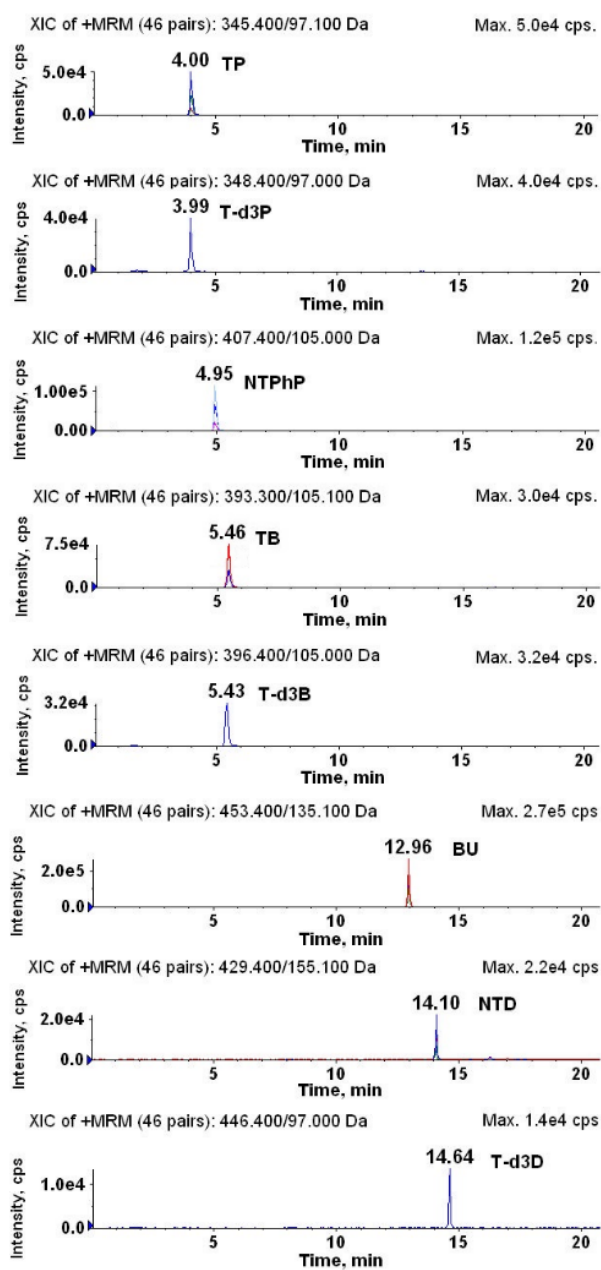 XIC of +MRM (46 pairs): 345.400/97.100 Da Max. 5.0e4 cps.
Intensity, cps
5.0e4
0.0
4.00 TP
5 10 15 20
Time, min
XIC of +MRM (46 pairs): 348.400/97.000 Da Max. 4.0e4 cps.
Intensity, cps
4.0e4
0.0
3.99 T-d3P
5 10 15 20
Time, min
XIC of +MRM (46 pairs): 407.400/105.000 Da Max. 1.2e5 cps.
Intensity, cps
1.00e5
0.00
4.95 NTPhP
5 10 15 20
Time, min
XIC of +MRM (46 pairs): 393.300/105.100 Da Max. 3.0e4 cps.
Intensity, cps
7.5e4
0.0
5.46 TB
5 10 15 20
Time, min
XIC of +MRM (46 pairs): 396.400/105.000 Da Max. 3.2e4 cps.
Intensity, cps
3.2e4
0.0
5.43 T-d3B
5 10 15 20
Time, min
XIC of +MRM (46 pairs): 453.400/135.100 Da Max. 2.7e5 cps
Intensity, cps
2.0e5
0.0
12.96 BU
5 10 15 20
Time, min
XIC of +MRM (46 pairs): 429.400/155.100 Da Max. 2.2e4 cps
Intensity, cps
2.0e4
0.0
14.10 NTD
5 10 15 20
Time, min
XIC of +MRM (46 pairs): 446.400/97.000 Da Max. 1.4e4 cps
Intensity, cps
1.0e4
0.0
14.64 T-d3D
5 10 15 20
Time, min